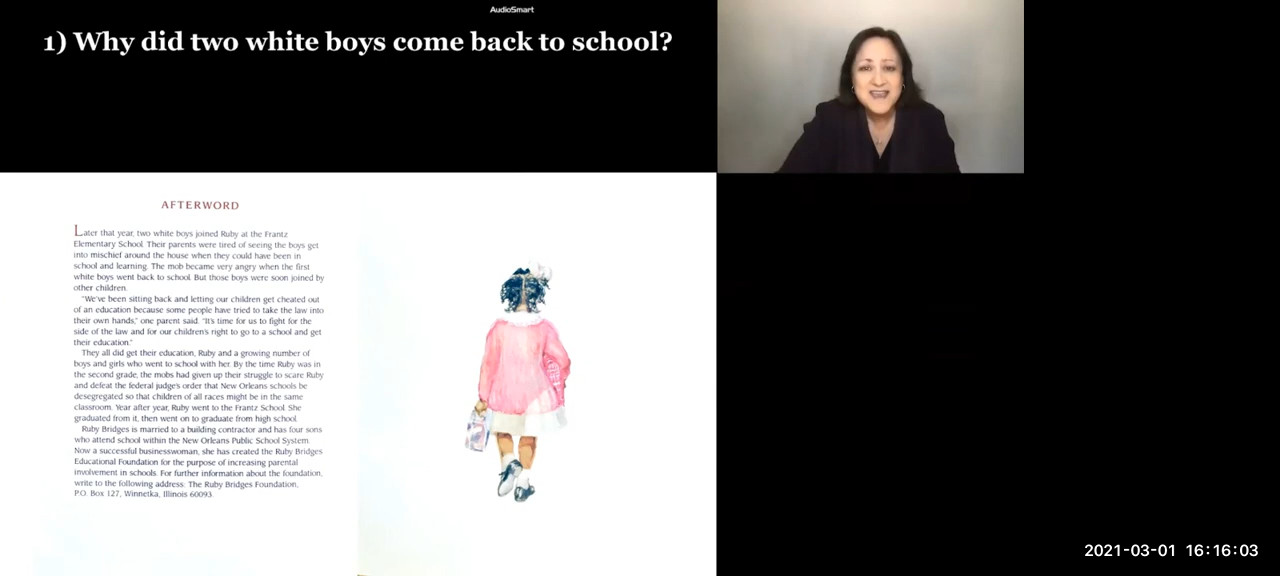 AudioSmart
1) Why did two white boys come back to school?
AFTERWORD
Later that year, two white boys joined Ruby at the Frantz
Elementary School. Their parents were tired of seeing the boys get
into mischief around the house when they could have been in
school and learning. The mob became very angry when the first
white boys went back to school. But those boys were soon joined by
other children.
"We've been sitting back and letting our children get cheated out
of an education because some people have tried to take the law into
their own hands," one parent said. "It's time for us to fight for the
side of the law and for our children's right to go to a school and get
their education."
They all did get their education, Ruby and a growing number of
boys and girls who went to school with her. By the time Ruby was in
the second grade, the mobs had given up their struggle to scare Ruby
and defeat the federal judge's order that New Orleans schools be
desegregated so that children of all races might be in the same
classroom. Year after year, Ruby went to the Frantz School. She
graduated from it, then went on to graduate from high school.
Ruby Bridges is married to a building contractor and has four sons
who attend school within the New Orleans Public School System.
Now a successful businesswoman, she has created the Ruby Bridges
Educational Foundation for the purpose of increasing parental
involvement in schools. For further information about the foundation,
write to the following address: The Ruby Bridges Foundation,
P.O. Box 127, Winnetka, Illinois 60093.
2021-03-01 16:16:03